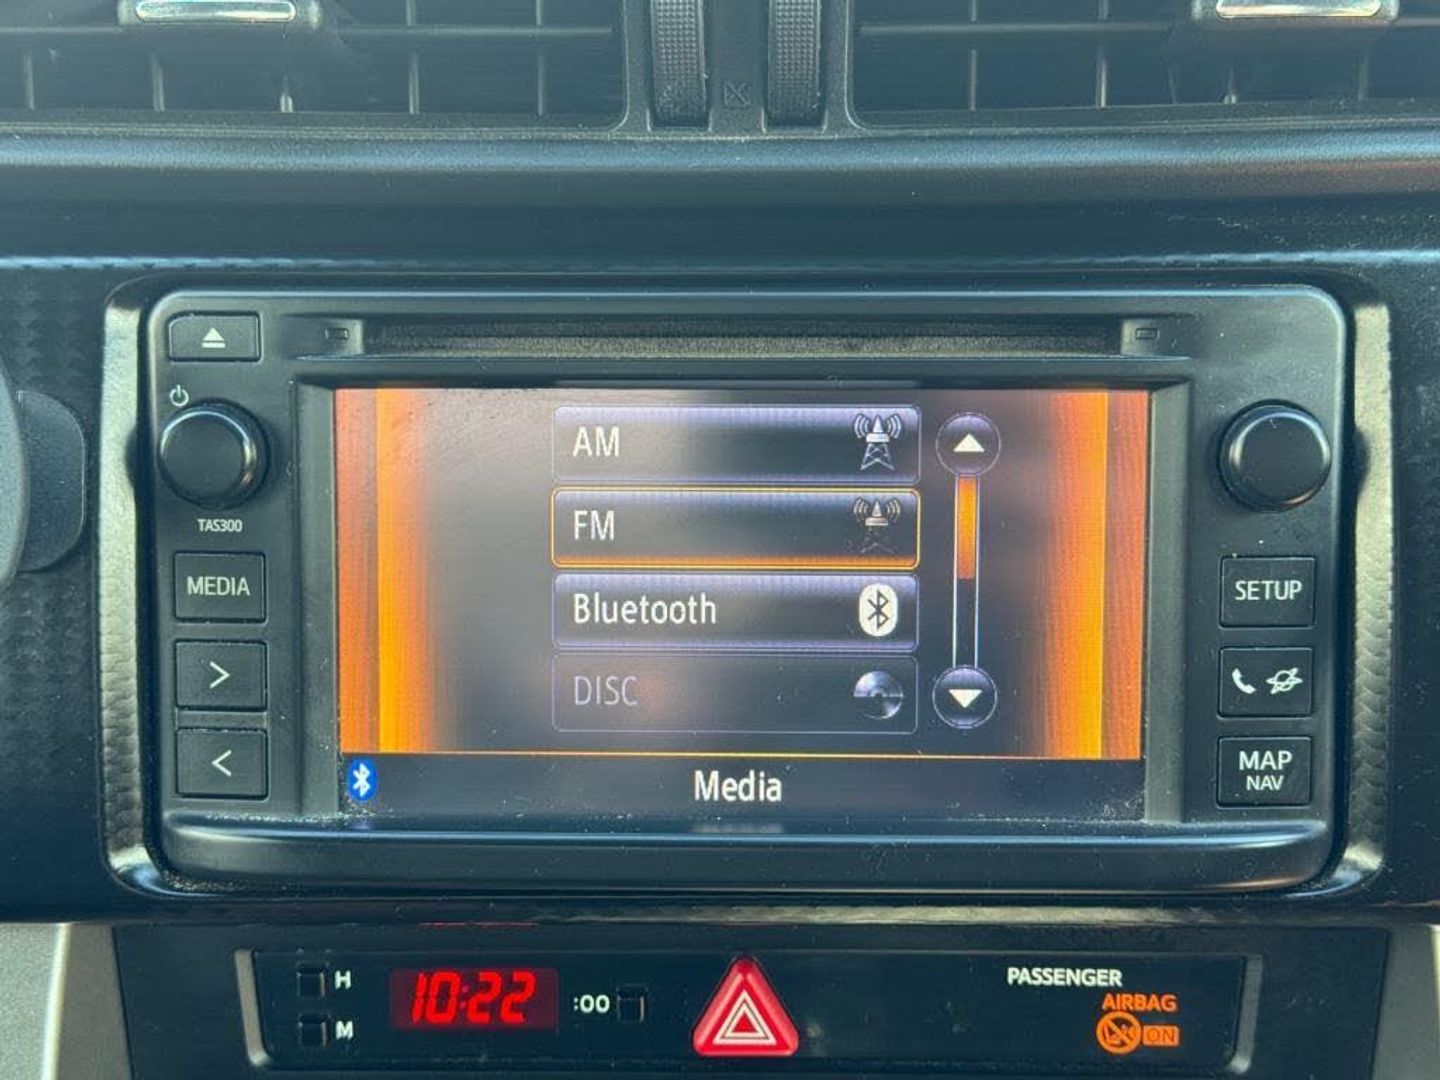 TAS300
MEDIA
>
<
AM
FM
Bluetooth
DISC
Media
SETUP
MAP
NAV
H
M
10:22
:00
PASSENGER
AIRBAG
ON